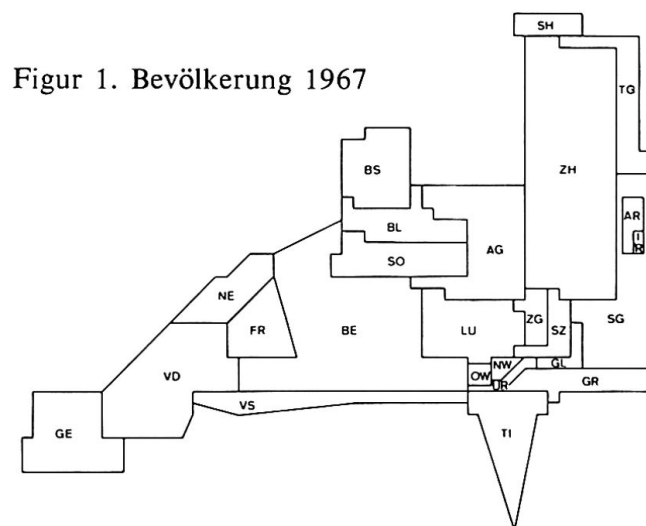 Figur 1. Bevölkerung 1967
SH
TG
ZH
BS
AR
I
R
BL
AG
SO
NE
FR
BE
LU
ZG
SZ
SG
VD
OW
NW
UR
GL
GR
VS
GE
TI